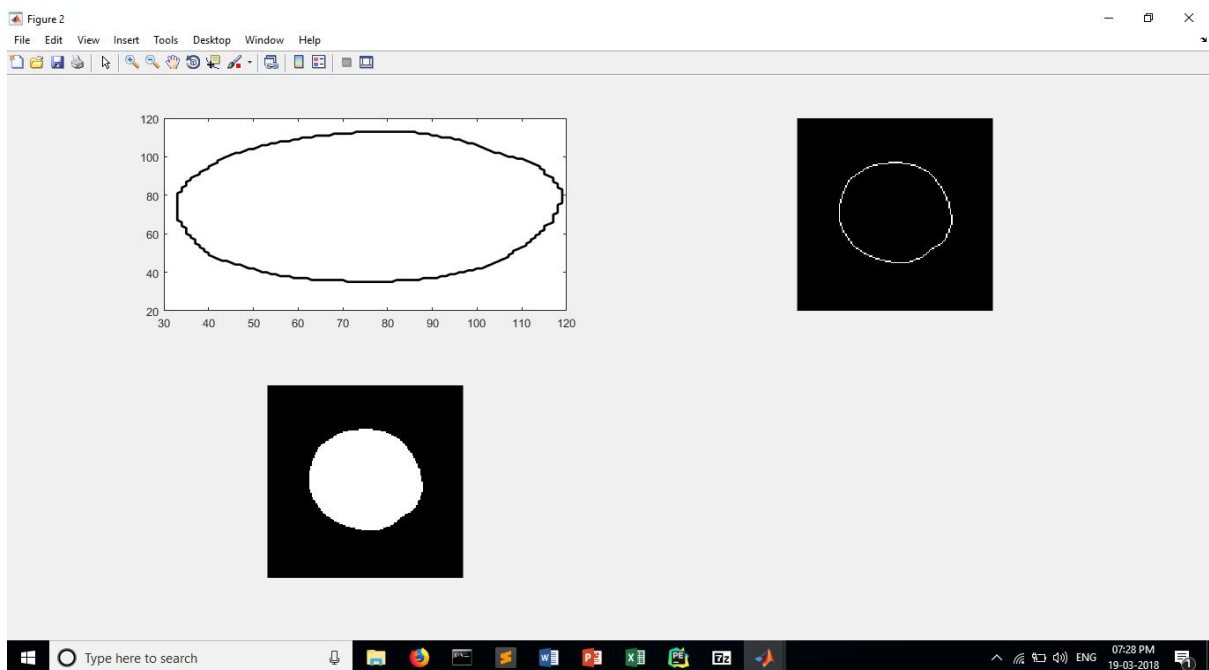 Figure 2
File Edit View Insert Tools Desktop Window Help
120
100
80
60
40
20
30 40 50 60 70 80 90 100 110 120
Type here to search
ENG
07:28 PM
19-03-2018